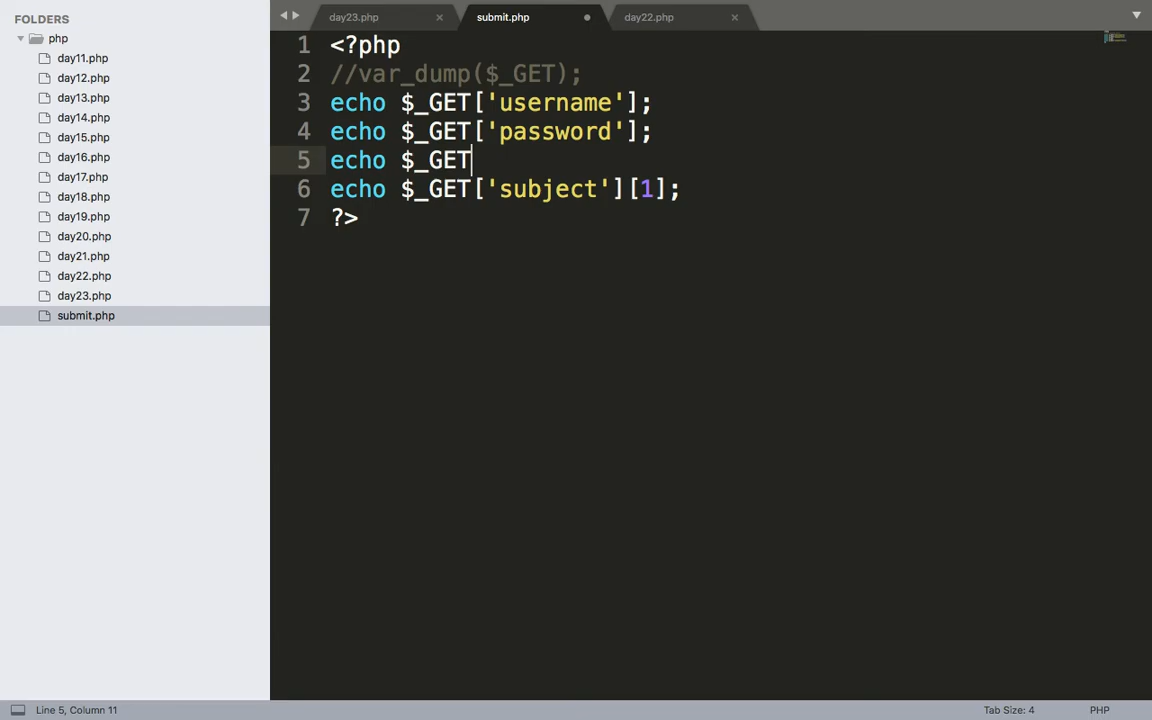 FOLDERS
php
day11.php
day12.php
day13.php
day14.php
day15.php
day16.php
day17.php
day18.php
day19.php
day20.php
day21.php
day22.php
day23.php
submit.php
day23.php × submit.php day22.php ×
1 <?php
2 //var_dump($_GET);
3 echo $_GET['username'];
4 echo $_GET['password'];
5 echo $_GET
6 echo $_GET['subject'][1];
7 ?>
Line 5, Column 11 Tab Size: 4 PHP